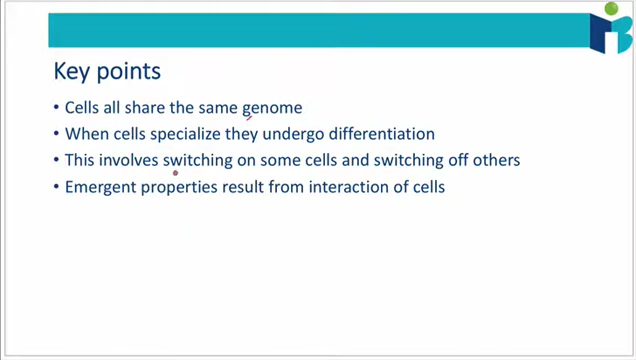 Key points
• Cells all share the same genome
• When cells specialize they undergo differentiation
• This involves switching on some cells and switching off others
• Emergent properties result from interaction of cells